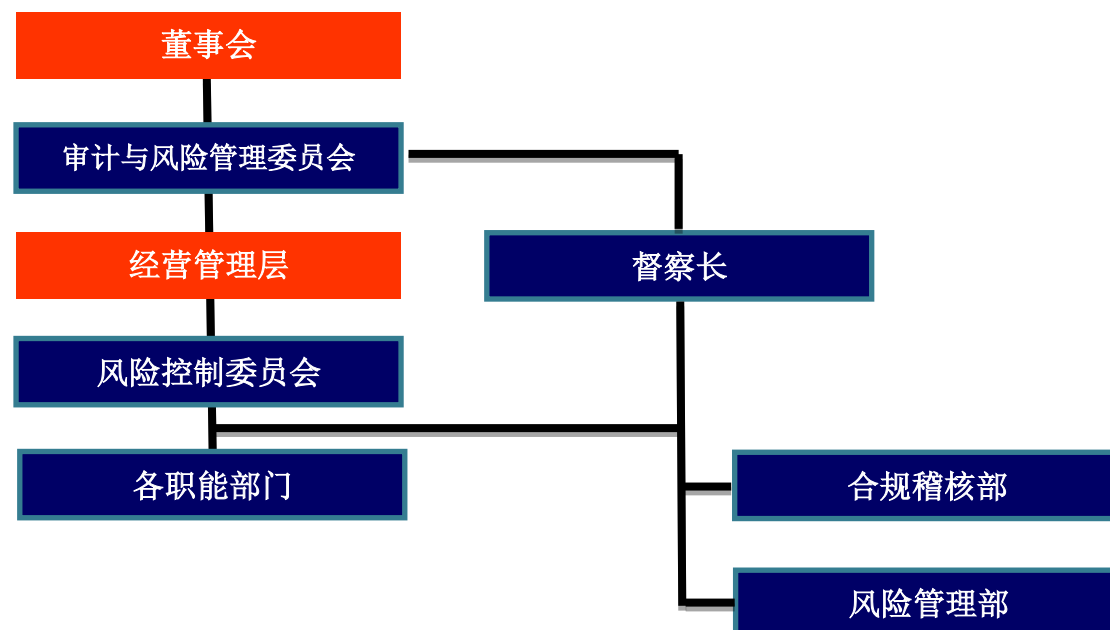 董事会
审计与风险管理委员会
经营管理层
督察长
风险控制委员会
各职能部门
合规稽核部
风险管理部